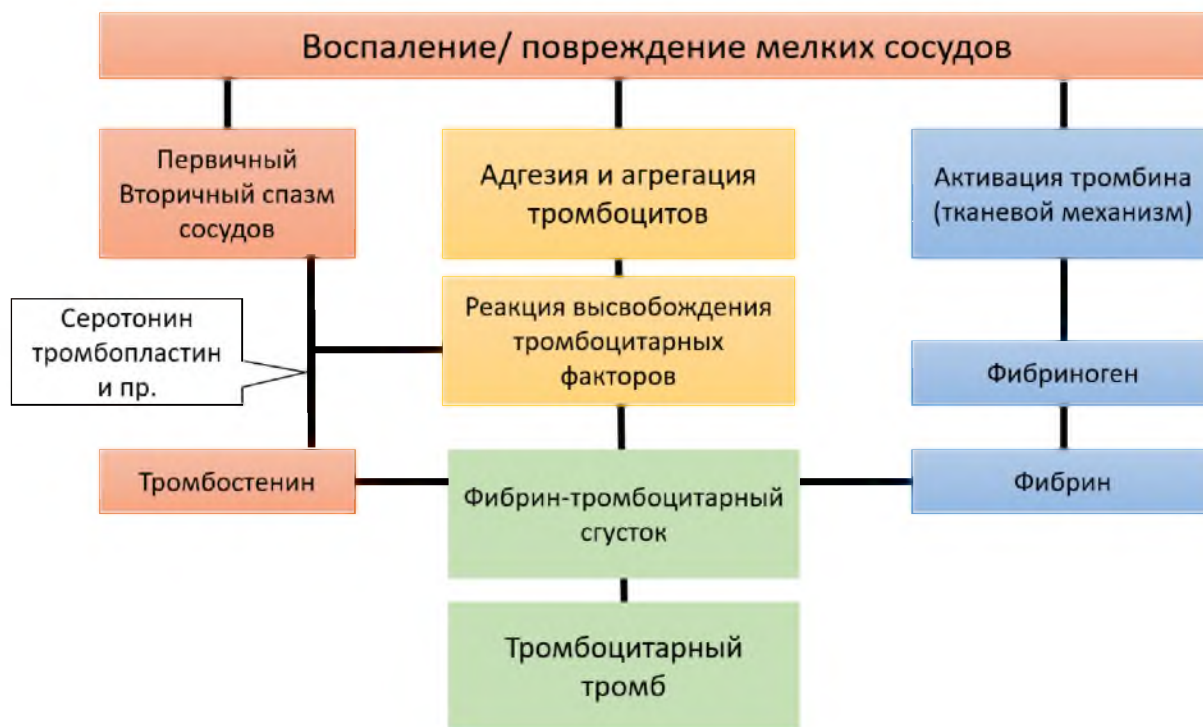 Воспаление/ повреждение мелких сосудов
Первичный
Вторичный спазм
сосудов
Адгезия и агрегация
тромбоцитов
Активация тромбина
(тканевой механизм)
Серотонин
тромбопластин
и пр.
Реакция высвобождения
тромбоцитарных
факторов
Фибриноген
Тромбостенин
Фибрин-тромбоцитарный
сгусток
Фибрин
Тромбоцитарный
тромб